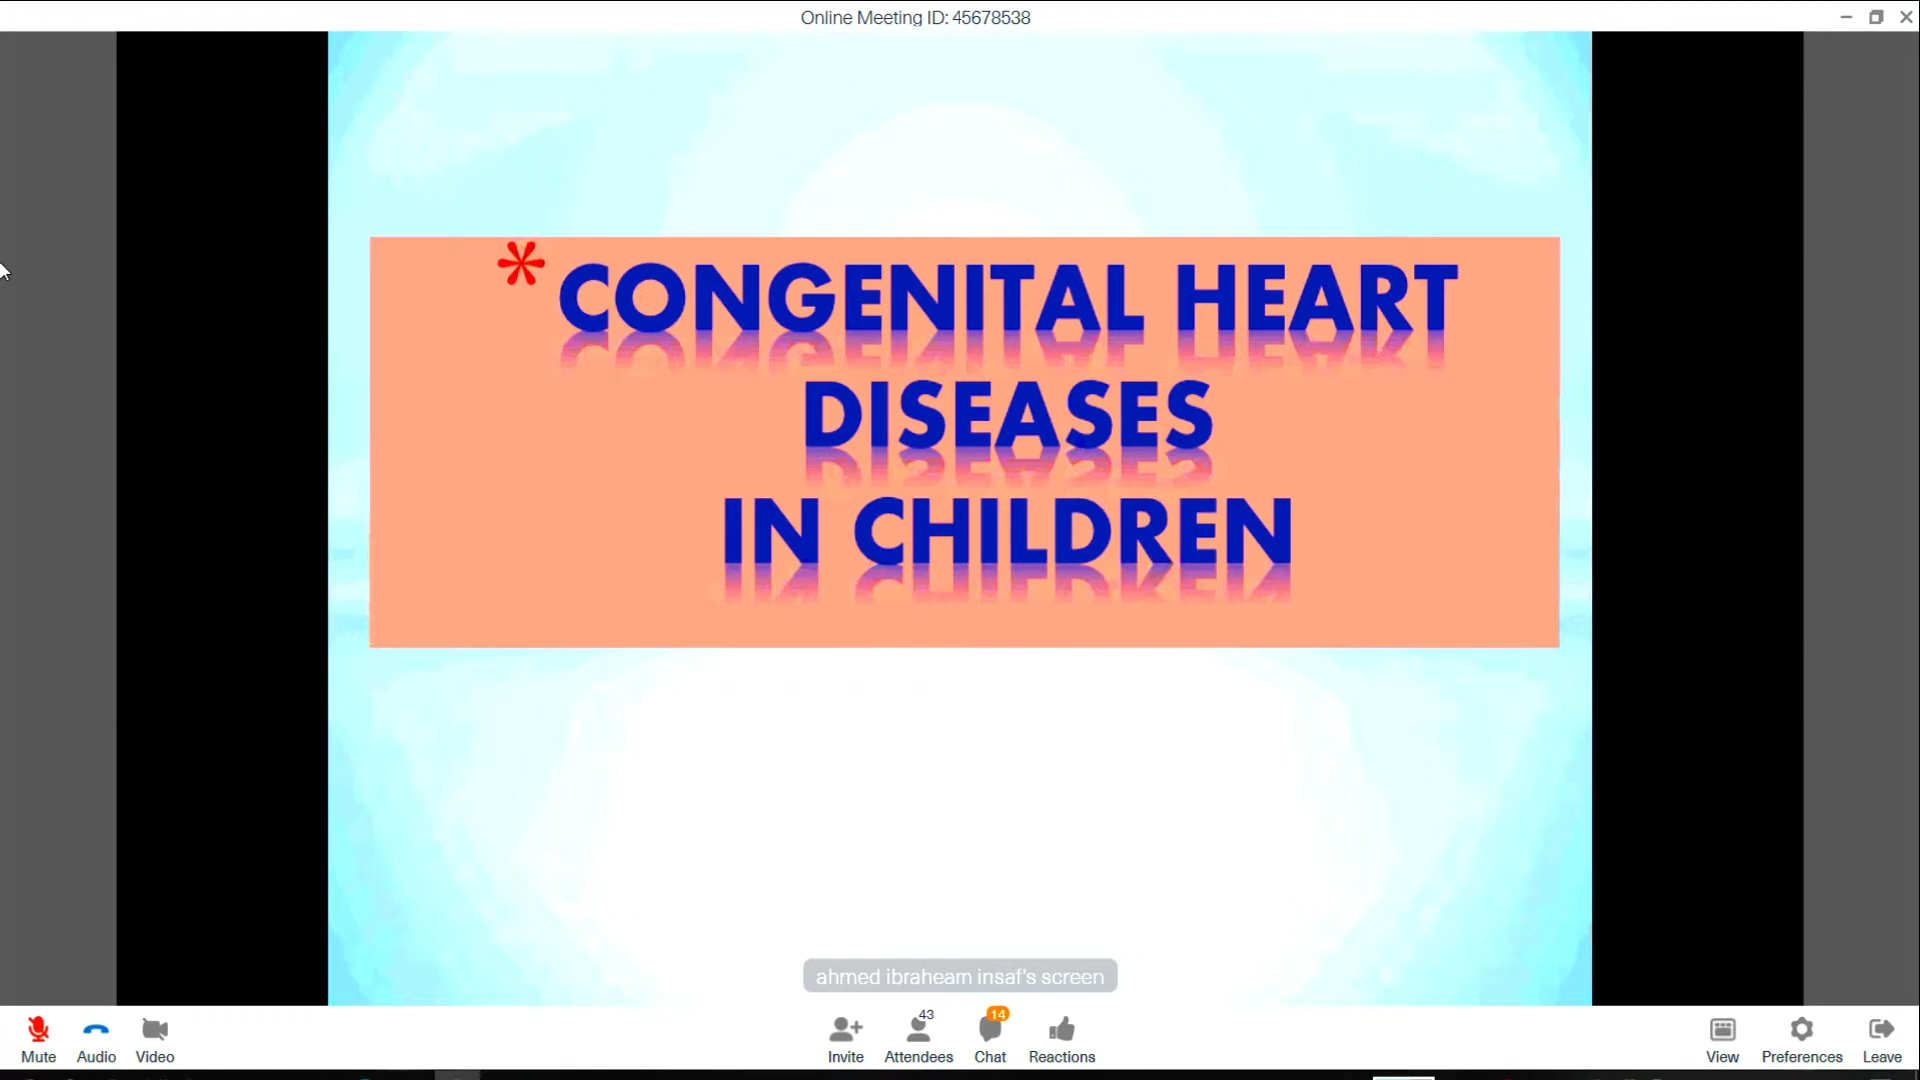 Online Meeting ID: 45678538
* CONGENITAL HEART
DISEASES
IN CHILDREN
ahmed ibraheam insaf's screen
43
14
Mute Audio Video Invite Attendees Chat Reactions View Preferences Leave